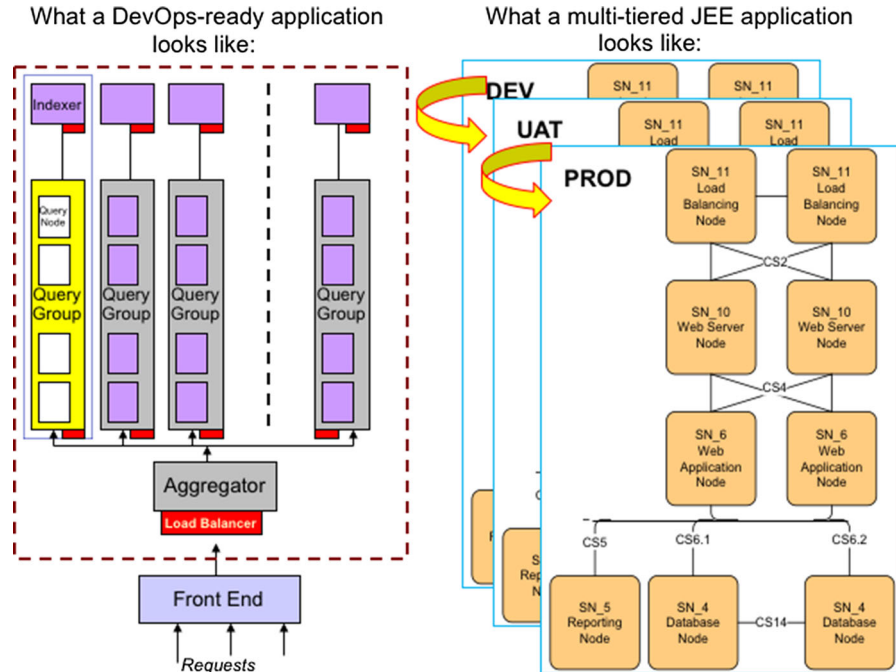 What a DevOps-ready application
looks like:
Indexer
Query
Node
Query
Group
Query
Group
Query
Group
Query
Group
Aggregator
Load Balancer
Front End
Requests
What a multi-tiered JEE application
looks like:
DEV
SN_11
SN_11
UAT
SN_11
Load
SN_11
Load
PROD
SN_11
Load
Balancing
Node
SN_11
Load
Balancing
Node
CS2
SN_10
Web Server
Node
SN_10
Web Server
Node
CS4
SN_6
Web
Application
Node
SN_6
Web
Application
Node
CS5
CS6.1
CS6.2
SN_5
Reporting
Node
SN_4
Database
Node
CS14
SN_4
Database
Node